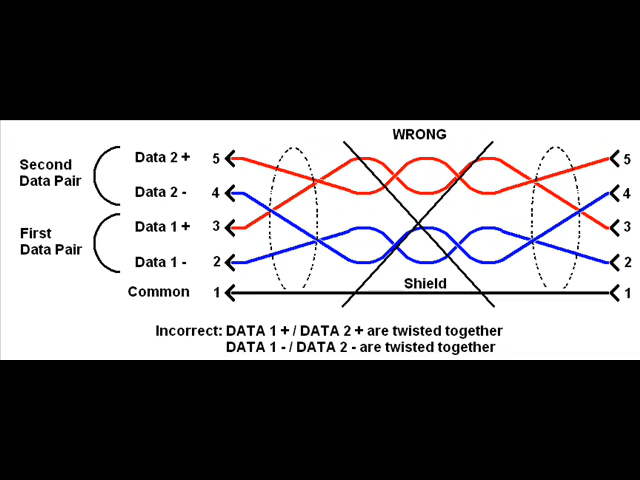 WRONG
Second
Data Pair
First
Data Pair
Data 2 + 5
Data 2 - 4
Data 1 + 3
Data 1 - 2
Common 1
5
4
3
2
1
Shield
Incorrect: DATA 1 + / DATA 2 + are twisted together
DATA 1 - / DATA 2 - are twisted together